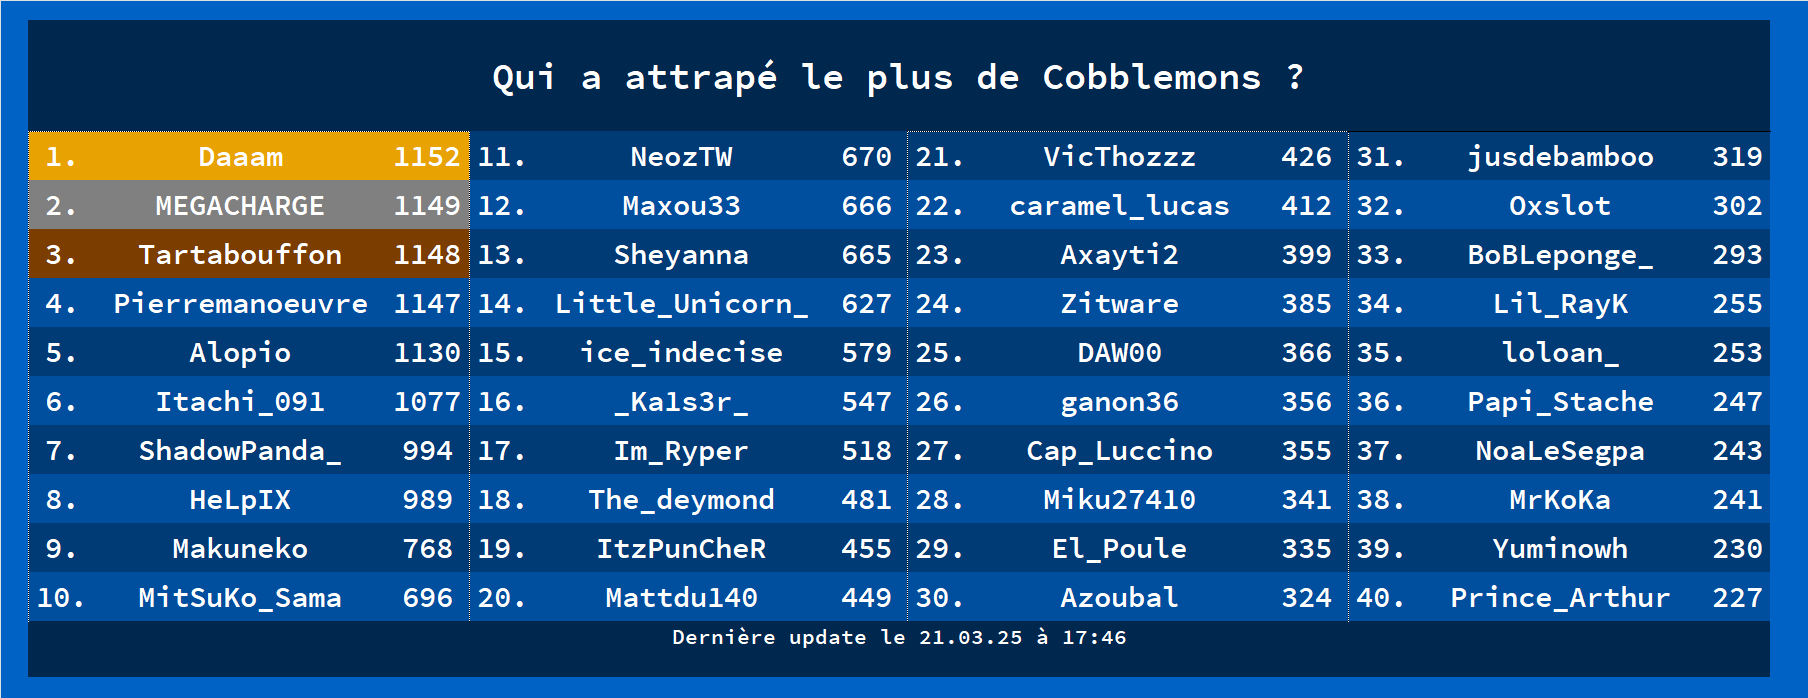 Qui a attrapé le plus de Cobblemons ?
1. Daaam 1152 11. NeozTW 670 21. VicThozzz 426 31. jusdebamboo 319
2. MEGACHARGE 1149 12. Maxou33 666 22. caramel_lucas 412 32. Oxslot 302
3. Tartabouffon 1148 13. Sheyanna 665 23. Axayti2 399 33. BoBLeponge_ 293
4. Pierremanoeuvre 1147 14. Little_Unicorn_ 627 24. Zitware 385 34. Lil_RayK 255
5. Alopio 1130 15. ice_indecise 579 25. DAW00 366 35. loloan_ 253
6. Itachi_091 1077 16. _Ka1s3r_ 547 26. ganon36 356 36. Papi_Stache 247
7. ShadowPanda_ 994 17. Im_Ryper 518 27. Cap_Luccino 355 37. NoaLeSegpa 243
8. HeLpIX 989 18. The_deymond 481 28. Miku27410 341 38. MrKoKa 241
9. Makuneko 768 19. ItzPunCheR 455 29. El_Poule 335 39. Yuminowh 230
10. MitSuKo_Sama 696 20. Mattdu140 449 30. Azoubal 324 40. Prince_Arthur 227
Dernière update le 21.03.25 à 17:46